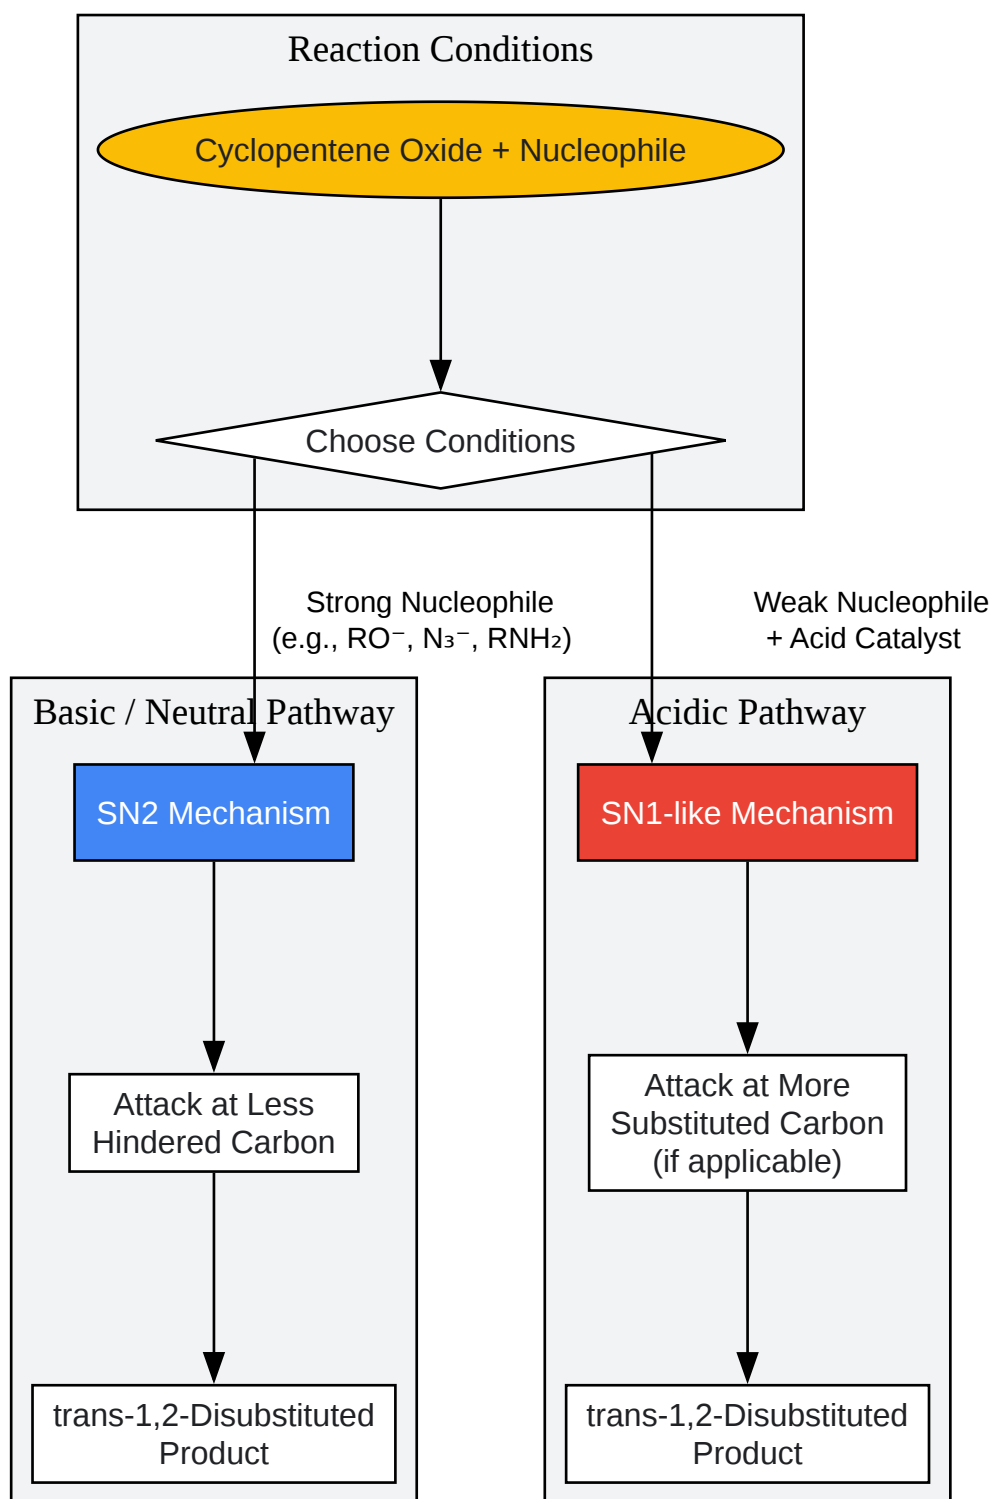 Reaction Conditions
Cyclopentene Oxide + Nucleophile
Choose Conditions
Strong Nucleophile
(e.g., RO⁻, N₃⁻, RNH₂)
Weak Nucleophile
+ Acid Catalyst
Basic / Neutral Pathway
SN2 Mechanism
Attack at Less
Hindered Carbon
trans-1,2-Disubstituted
Product
Acidic Pathway
SN1-like Mechanism
Attack at More
Substituted Carbon
(if applicable)
trans-1,2-Disubstituted
Product